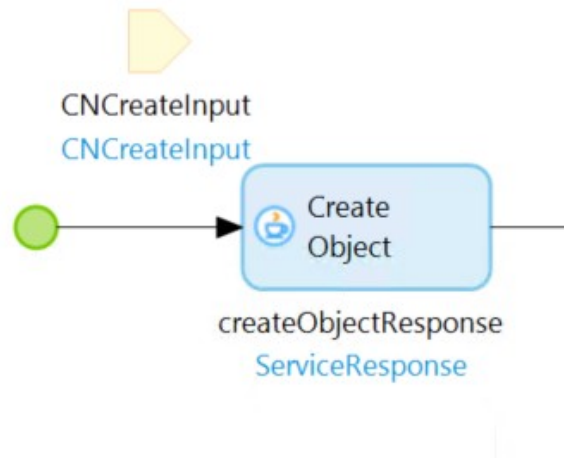 CNCreateInput
CNCreateInput
Create
Object
createObjectResponse
ServiceResponse